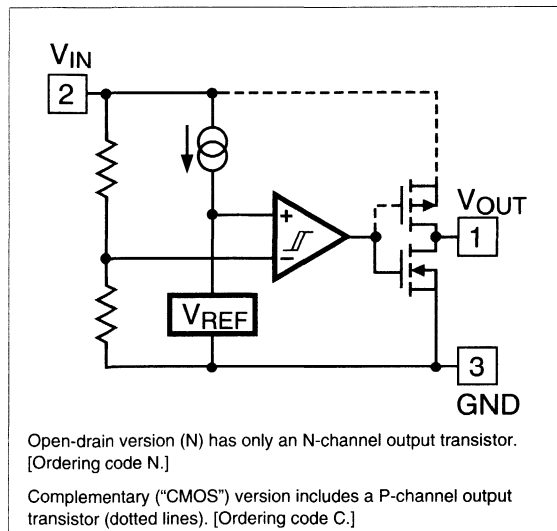 VIN
2
+
−
VREF
VOUT
1
3
GND
Open-drain version (N) has only an N-channel output transistor.
[Ordering code N.]
Complementary (“CMOS”) version includes a P-channel output
transistor (dotted lines). [Ordering code C.]